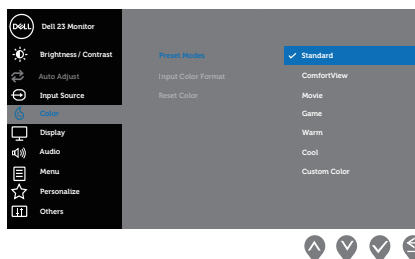 DELL
Dell 23 Monitor
Brightness / Contrast
Auto Adjust
Input Source
Color
Display
Audio
Menu
Personalize
Others
Preset Modes
Input Color Format
Reset Color
Standard
ComfortView
Movie
Game
Warm
Cool
Custom Color